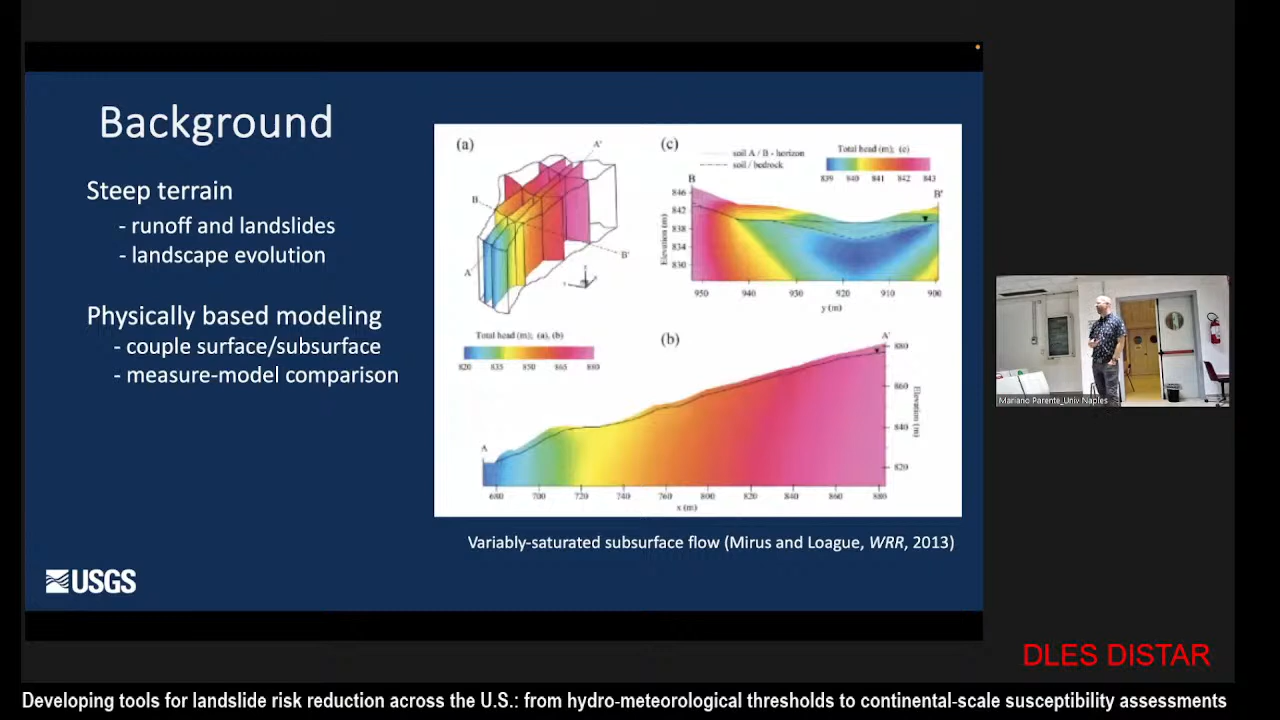 Background
Steep terrain
- runoff and landslides
- landscape evolution
Physically based modeling
- couple surface/subsurface
- measure-model comparison
USGS
(a)
A'
B
B'
A
z
Total head (m); (a), (b)
820 835 850 865 880
(c)
soil A / B - horizon
soil / bedrock
Total head (m); (c)
839 840 841 842 843
B
B'
846
842
838
834
830
Elevation (m)
950 940 930 920 910 900
y (m)
(b)
A'
A
880
860
840
820
Elevation (m)
680 700 720 740 760 800 820 840 860 880
x (m)
Variably-saturated subsurface flow (Mirus and Loague, WRR, 2013)
Mariano Parente_Univ Naples
DLES DISTAR
Developing tools for landslide risk reduction across the U.S.: from hydro-meteorological thresholds to continental-scale susceptibility assessments